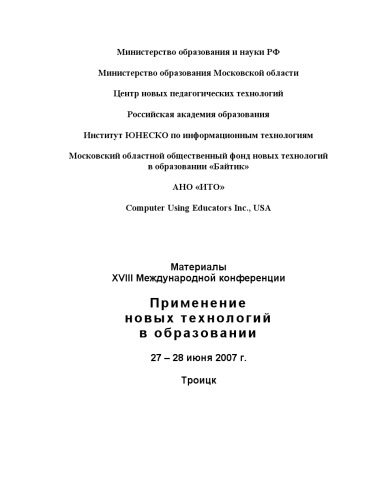 Министерство образования и науки РФ
Министерство образования Московской области
Центр новых педагогических технологий
Российская академия образования
Институт ЮНЕСКО по информационным технологиям
Московский областной общественный фонд новых технологий
в образовании «Байтик»
АНО «ИТО»
Computer Using Educators Inc., USA
Материалы
XVIII Международной конференции
Применение
новых технологий
в образовании
27 – 28 июня 2007 г.
Троицк